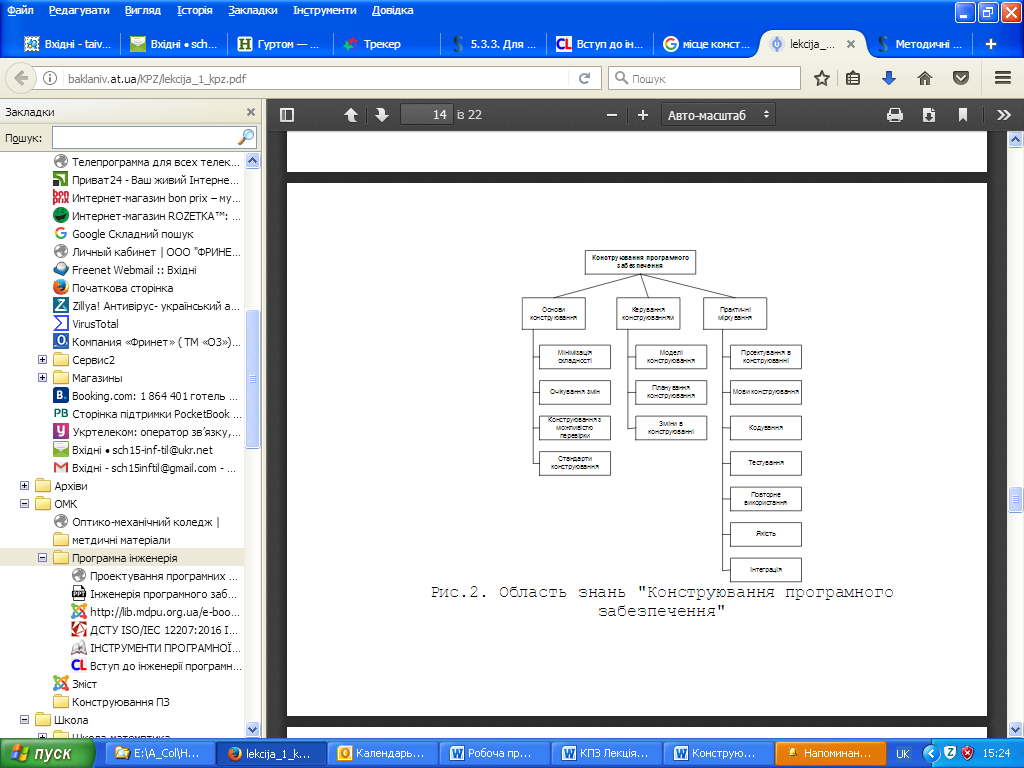 Файл Редагувати Вигляд Історія Закладки Інструменти Довідка
Вхідні - taiv...
Вхідні • sch...
Гуртом — ...
Трекер
5.3.3. Для ...
Вступ до ін...
місце конст...
lekcija_...
Методичні ...
baklaniv.at.ua/KPZ/lekcija_1_kpz.pdf
Пошук
Закладки
Пошук:
14 із 22
Авто-масштаб
Телепрограмма для всех телек...
Приват24 - Ваш живий Інтерне...
Интернет-магазин bon prix – му...
Интернет-магазин ROZETKA™: ...
Google Складний пошук
Личный кабинет | ООО "ФРИНЕ...
Freenet Webmail :: Вхідні
Початкова сторінка
Zillya! Антивірус- український а...
VirusTotal
Компания «Фринет» ( ТМ «О3»)...
Сервис2
Магазины
Booking.com: 1 864 401 готель ...
Сторінка підтримки PocketBook ...
Укртелеком: оператор зв’язку,...
Вхідні • sch15-inf-til@ukr.net
Вхідні - sch15inftil@gmail.com - ...
Архіви
ОМК
Оптико-механічний коледж |
метдичні матеріали
Програмна інженерія
Проектування програмних ...
Інженерія програмного заб...
http://lib.mdpu.org.ua/e-boo...
ДСТУ ISO/IEC 12207:2016 І...
ІНСТРУМЕНТИ ПРОГРАМНОЇ...
Вступ до інженерії програмн...
Зміст
Конструювання ПЗ
Школа
Школа-математика
Конструювання програмного
забезпечення
Основи
конструювання
Керування
конструюванням
Практичні
міркування
Мінімізація
складності
Очікування змін
Конструювання з
можливістю
перевірки
Стандарти
конструювання
Моделі
конструювання
Планування
конструювання
Зміни в
конструюванні
Проектування в
конструюванні
Мови конструювання
Кодування
Тестування
Повторне
використання
Якість
Інтеграція
Рис.2. Область знань "Конструювання програмного
забезпечення"
пуск
E:\A_Col\H...
lekcija_1_k...
Календарь...
Робоча пр...
КПЗ Лекція...
Конструю...
Напоминан...
UK
15:24